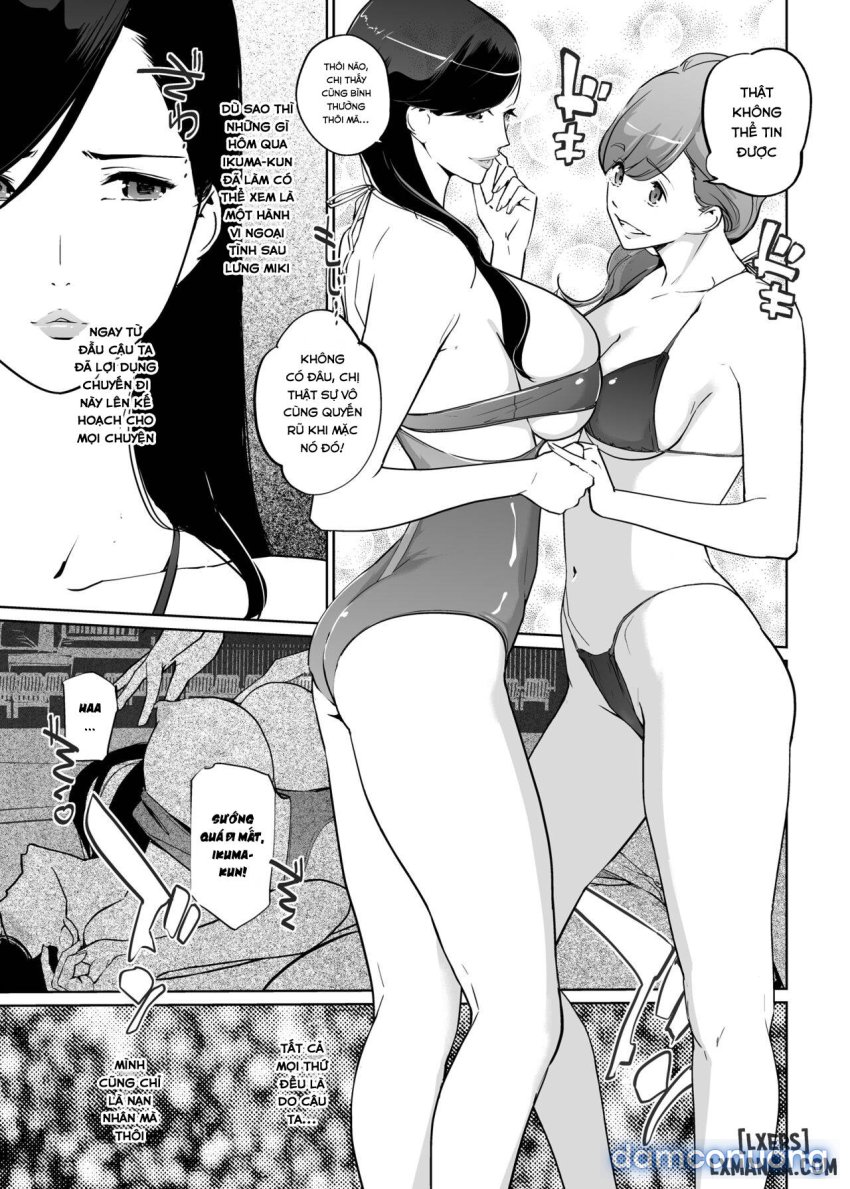 THẬT
KHÔNG
THỂ TIN
ĐƯỢC
THÔI NÀO,
CHỊ THẤY
CŨNG BÌNH
THƯỜNG
THÔI MÀ...
KHÔNG
CÓ ĐÂU, CHỊ
THẬT SỰ VÔ
CÙNG QUYẾN
RŨ KHI MẶC
NÓ ĐÓ!
DÙ SAO THÌ
NHỮNG GÌ
HÔM QUA
IKUMA-KUN
ĐÃ LÀM CÓ
THỂ XEM LÀ
MỘT HÀNH
VI NGOẠI
TÌNH SAU
LƯNG MIKI
NGAY TỪ
ĐẦU CẬU TA
ĐÃ LỢI DỤNG
CHUYẾN ĐI
NÀY LÊN KẾ
HOẠCH CHO
MỌI CHUYỆN
HAA
...
SƯỚNG
QUÁ ĐI MẤT,
IKUMA-
KUN!
TẤT CẢ
MỌI THỨ
ĐỀU LÀ
DO CẬU
TA...
MÌNH
CŨNG CHỈ
LÀ NẠN
NHÂN MÀ
THÔI
[LXERS]
LXMANGA.COM
damconuong